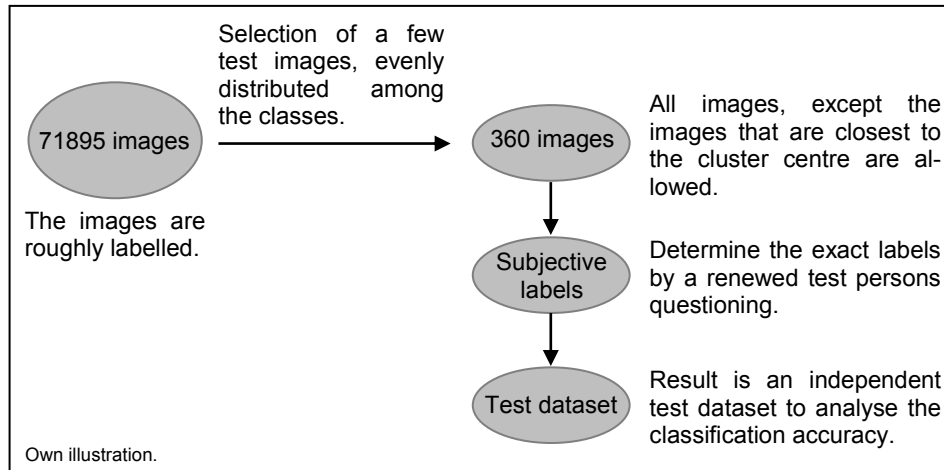 Selection of a few
test images, evenly
distributed among
the classes.
71895 images
The images are
roughly labelled.
360 images
All images, except the
images that are closest to
the cluster centre are al-
lowed.
Subjective
labels
Determine the exact labels
by a renewed test persons
questioning.
Test dataset
Result is an independent
test dataset to analyse the
classification accuracy.
Own illustration.